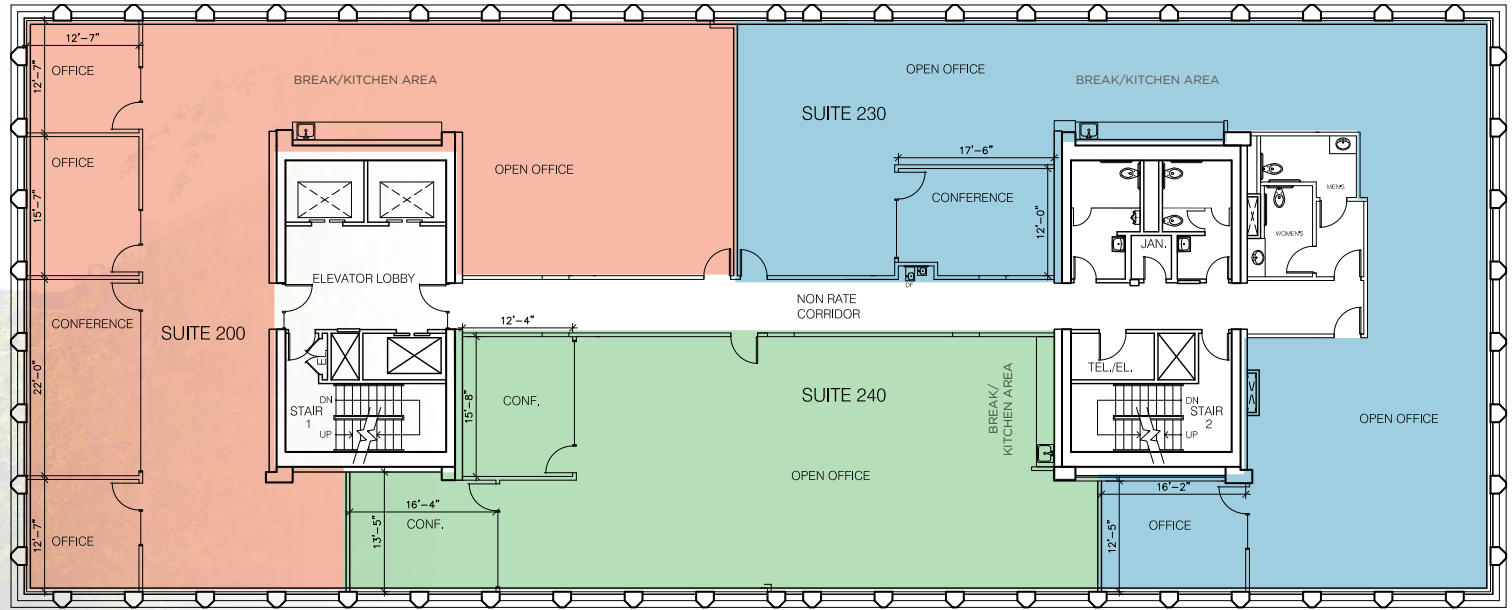 12'-7"
12'-7"
OFFICE
BREAK/KITCHEN AREA
OPEN OFFICE
BREAK/KITCHEN AREA
SUITE 230
OFFICE
15'-7"
OPEN OFFICE
17'-6"
CONFERENCE
12'-0"
MEN'S
WOMEN'S
JAN.
ELEVATOR LOBBY
DF
NON RATE
CORRIDOR
CONFERENCE
22'-0"
SUITE 200
12'-4"
EL.
TEL./EL.
15'-8"
CONF.
SUITE 240
BREAK/
KITCHEN AREA
DN
STAIR
1
UP
DN
STAIR
2
UP
OPEN OFFICE
OPEN OFFICE
12'-7"
OFFICE
16'-4"
13'-5"
CONF.
16'-2"
12'-5"
OFFICE